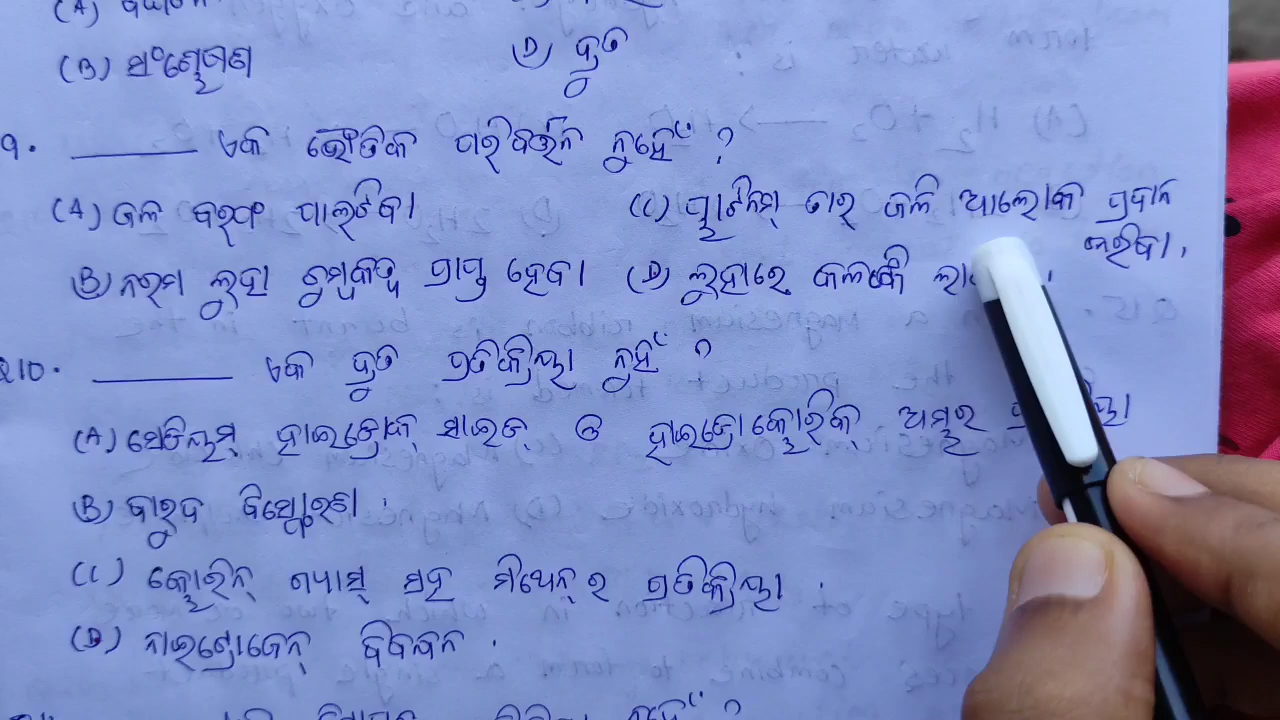 (B) ସଂଶ୍ଳେଷଣ
(D) ଦ୍ରୁତ
9. ______ ଏକ ଭୌତିକ ପରିବର୍ତ୍ତନ ନୁହେଁ ?
(A) ଜଳ ବରଫ ପାଲଟିବା।
(C) ପ୍ଲାଟିନମ୍ ତାର୍ ଜଳି ଆଲୋକ ପ୍ରଦାନ
କରିବା।
(B) ନରମ ଲୁହା ଚୁମ୍ବକତ୍ୱ ପ୍ରାପ୍ତ ହେବା।
(D) ଲୁହାରେ କଳଙ୍କି
Q10. ______ ଏକ ଦ୍ରୁତ ପ୍ରତିକ୍ରିୟା ନୁହଁ ?
(A) ସୋଡିୟମ୍ ହାଇଡ୍ରୋକ୍ ସାଇଡ୍ ଓ ହାଇଡ୍ରୋକ୍ଲୋରିକ୍ ଅମ୍ଳର
(B) ବାରୁଦ ବିସ୍ଫୋରଣ।
(C) କ୍ଲୋରିନ୍ ଗ୍ୟାସ୍ ସହ ମିଥେନ୍ ର ପ୍ରତିକ୍ରିୟା .
(D) ନାଇଟ୍ରୋଜେନ୍ ବିବନ୍ଧନ .